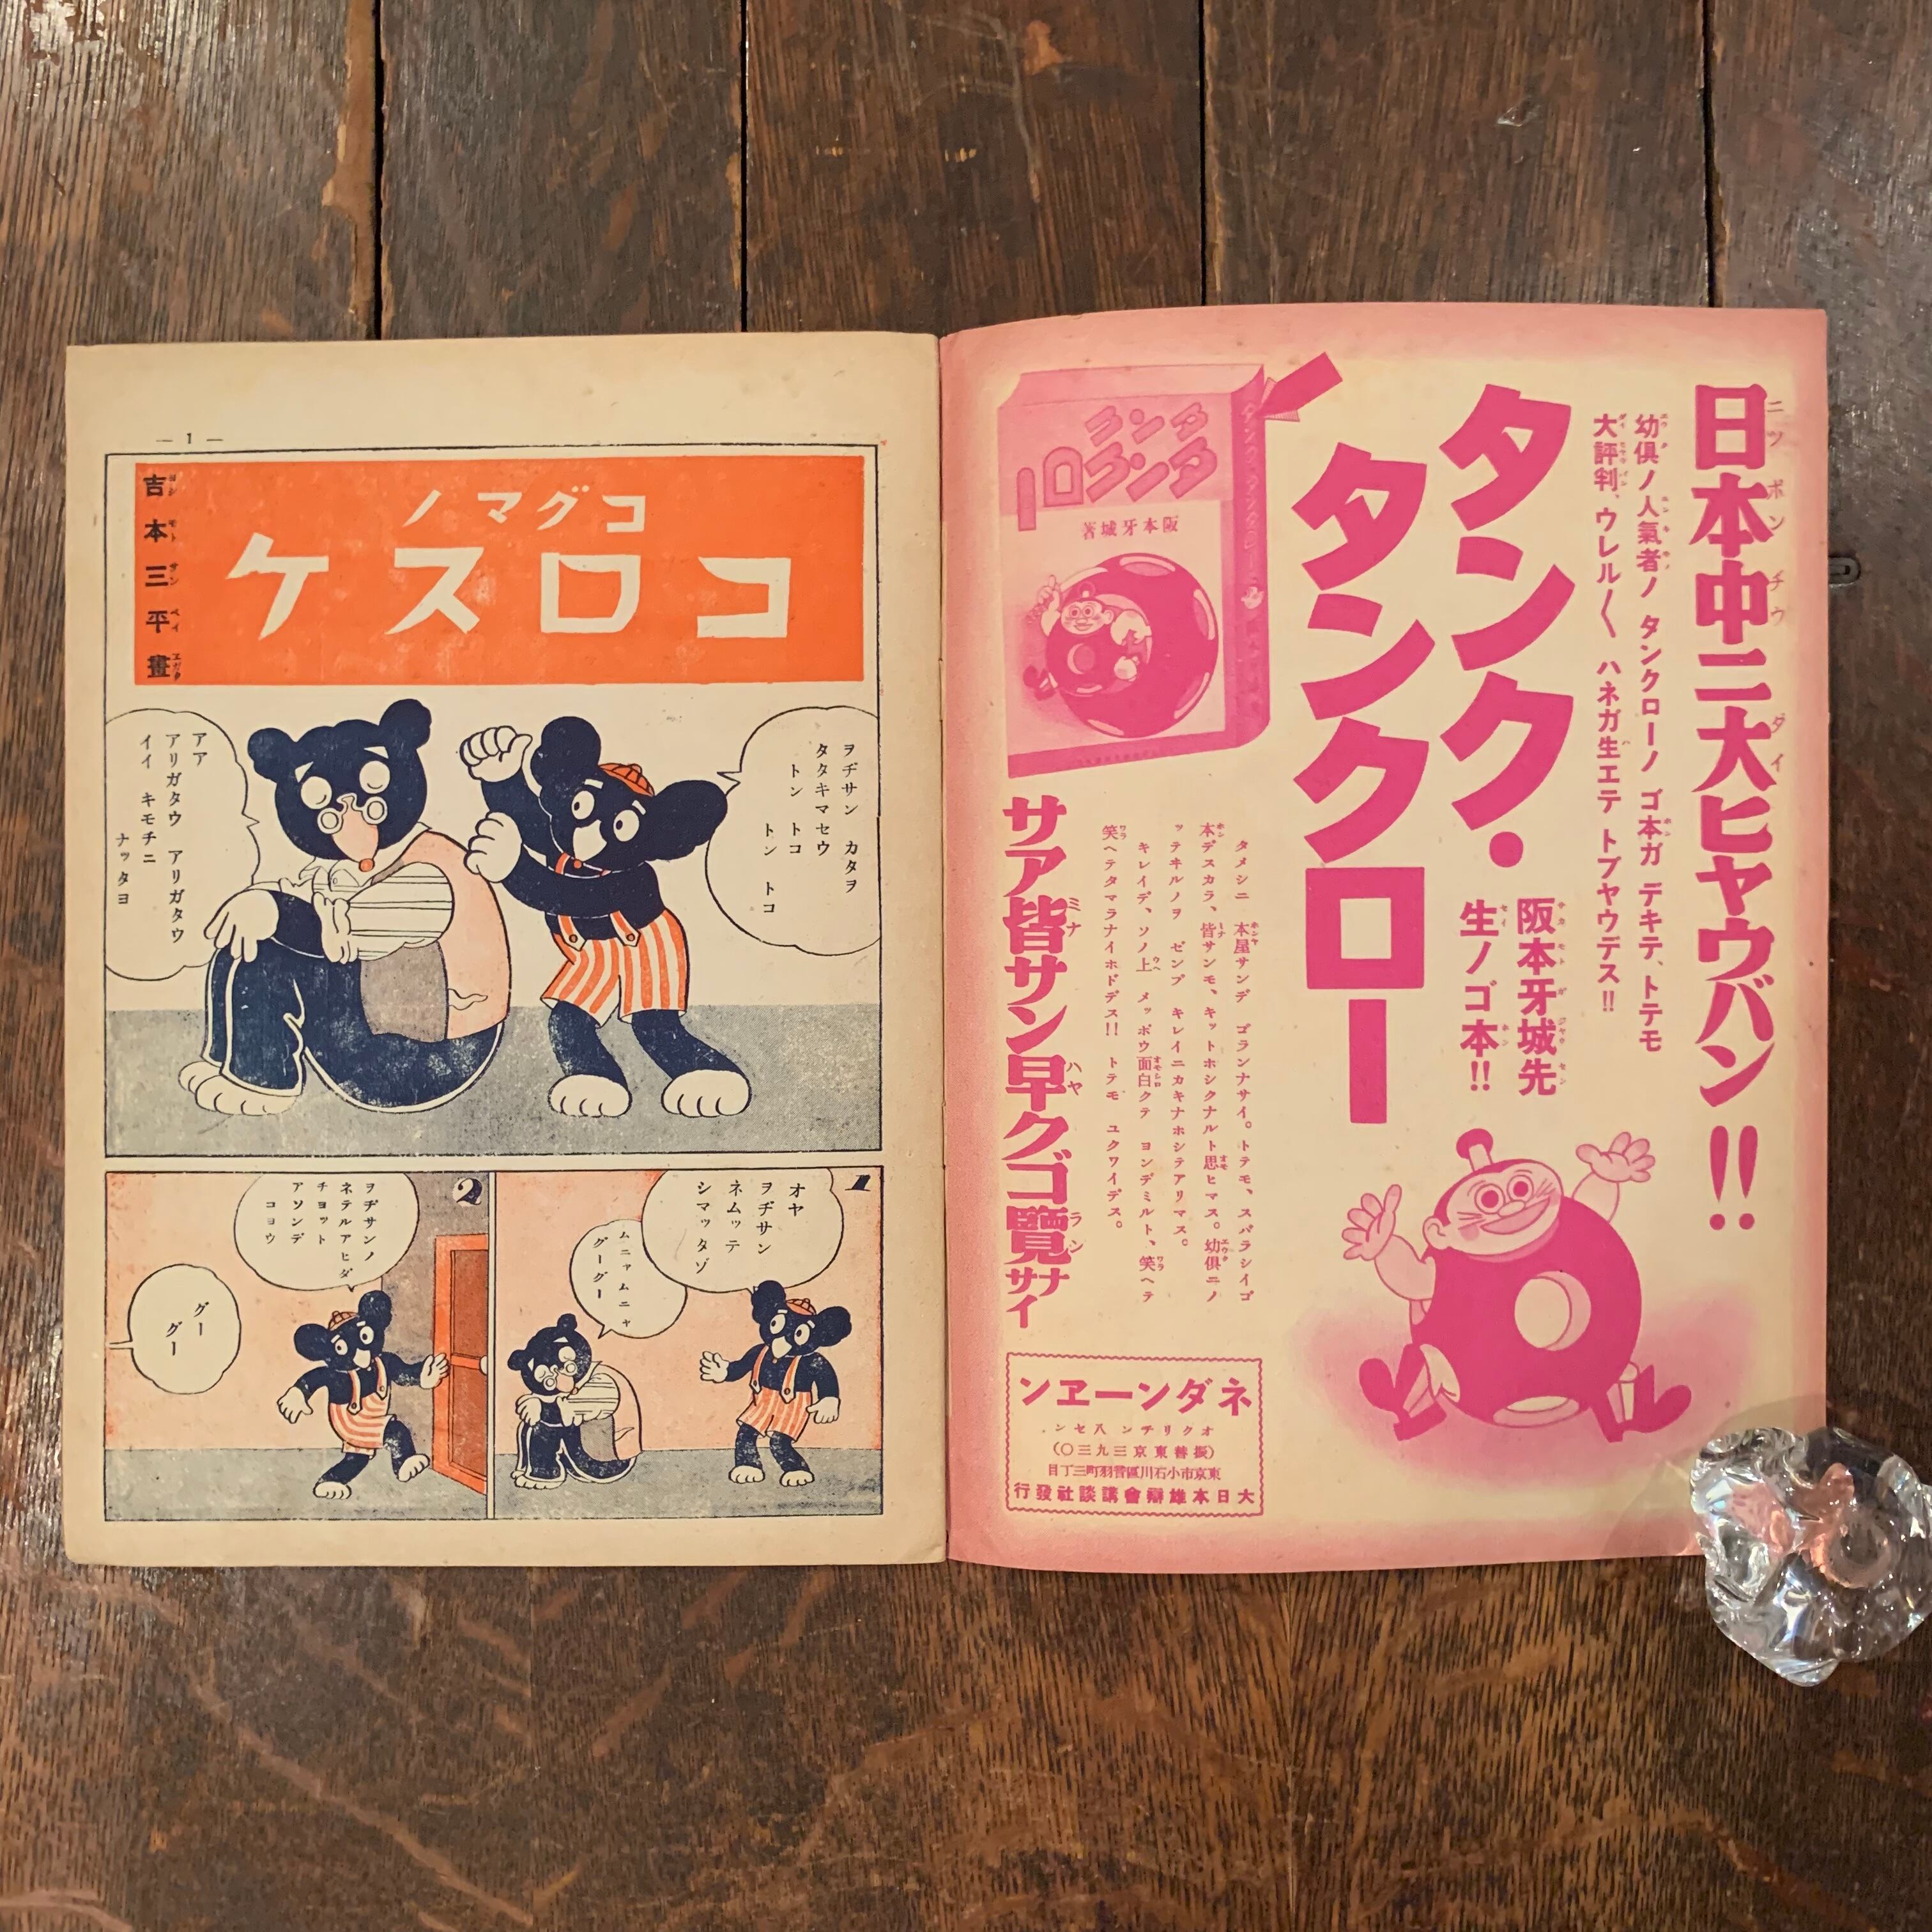 日本中ニ大ヒヤウバン!!
幼倶ノ人氣者ノ タンクローノ ゴ本ガ デキテ、トテモ
大評判、ウレル〱 ハネガ生エテ トブヤウデス!!
タンク・
タンクロー
阪本牙城先
生ノゴ本!!
タンク
タンク
ロー
阪本牙城著
タメシニ 本屋サンデ ゴランナサイ。トテモ、スバラシイゴ
本デスカラ、皆サンモ、キットホシクナルト思ヒマス。幼倶ニノ
ッテヰルノヲ ゼンブ キレイニカキナホシテアリマス。
キレイデ、ソノ上 メッポウ面白クテ ヨンデミルト、笑ヘテ
笑ヘテタマラナイホドデス!! トテモ ユクワイデス。
サア皆サン早クゴ覽ナサイ
ネダンーヱン
オクリチン 八セン
(振替東京三九三〇)
東京市小石川區音羽町三丁目
大日本雄辯會講談社發行
— 1 —
コグマノ
コロスケ
吉本三平畫
ヨシモトサンペイヱガク
ヲヂサン カタヲ
タタキマセウ
トン トコ
トン トコ
アア
アリガタウ アリガタウ
イイ キモチニ
ナッタヨ
1
オヤ
ヲヂサン
ネムッテ
シマッタゾ
ムニャムニャ
グーグー
2
ヲヂサンノ
ネテルアヒダ
チョット
アソンデ
コヨウ
グー
グー